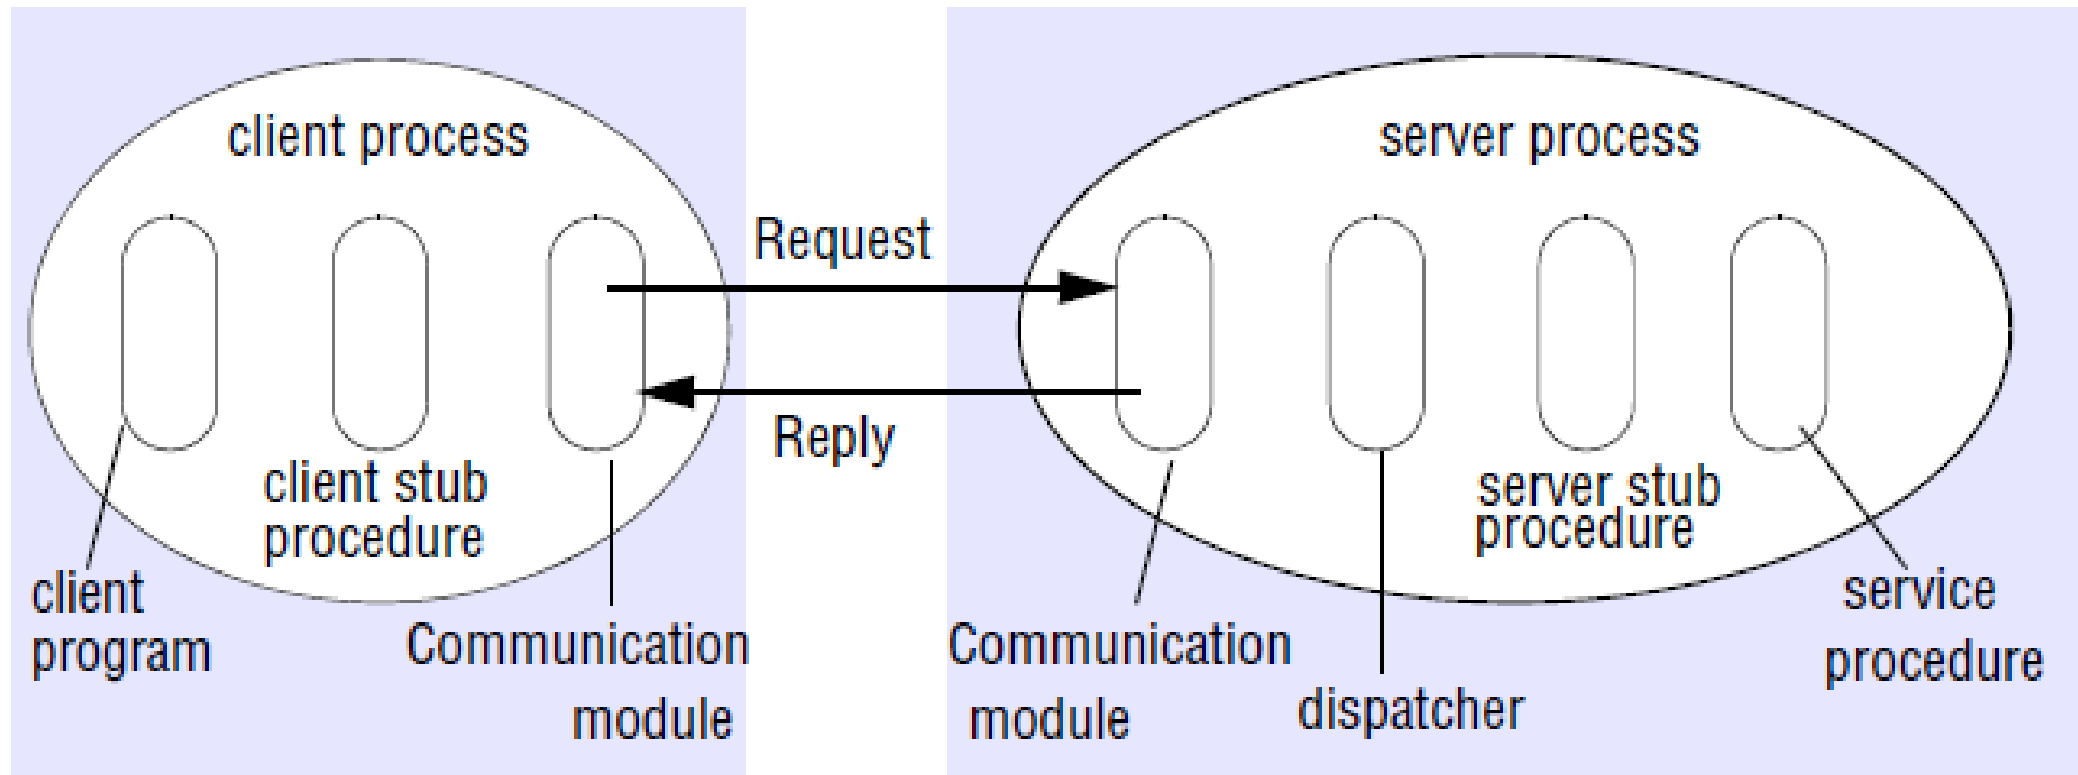 client process
server process
Request
Reply
client stub
procedure
server stub
procedure
client
program
Communication
module
Communication
module
dispatcher
service
procedure